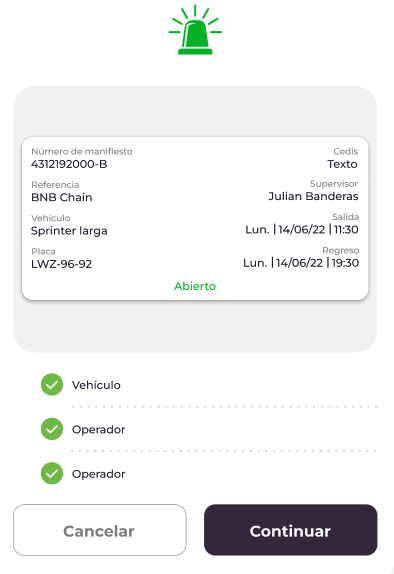 Número de manifiesto Cedis
4312192000-B Texto
Referencia Supervisor
BNB Chain Julian Banderas
Vehículo Salida
Sprinter larga Lun. | 14/06/22 | 11:30
Placa Regreso
LWZ-96-92 Lun. | 14/06/22 | 19:30
Abierto
Vehículo
Operador
Operador
Cancelar Continuar